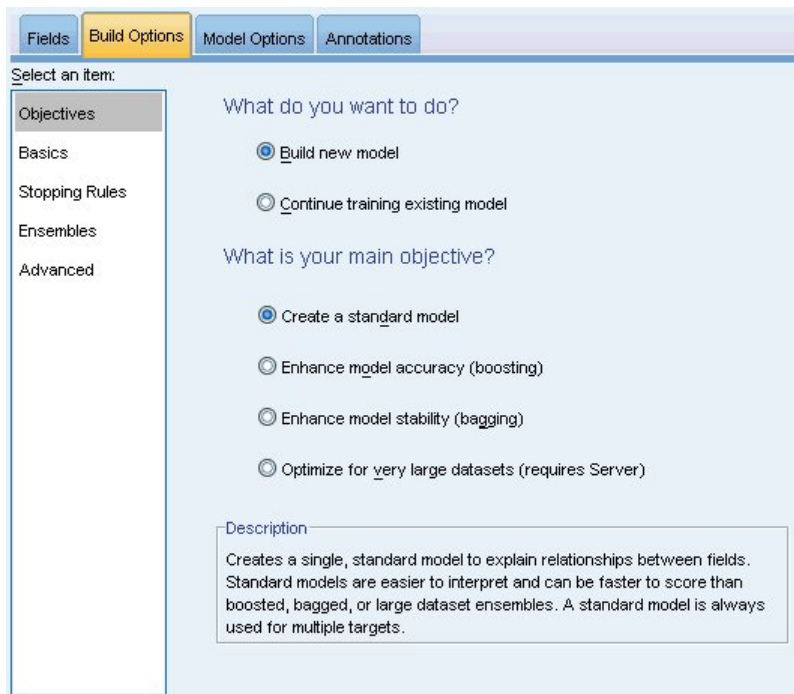 Fields
Build Options
Model Options
Annotations
Select an item:
Objectives
Basics
Stopping Rules
Ensembles
Advanced
What do you want to do?
Build new model
Continue training existing model
What is your main objective?
Create a standard model
Enhance model accuracy (boosting)
Enhance model stability (bagging)
Optimize for very large datasets (requires Server)
Description
Creates a single, standard model to explain relationships between fields.
Standard models are easier to interpret and can be faster to score than
boosted, bagged, or large dataset ensembles. A standard model is always
used for multiple targets.